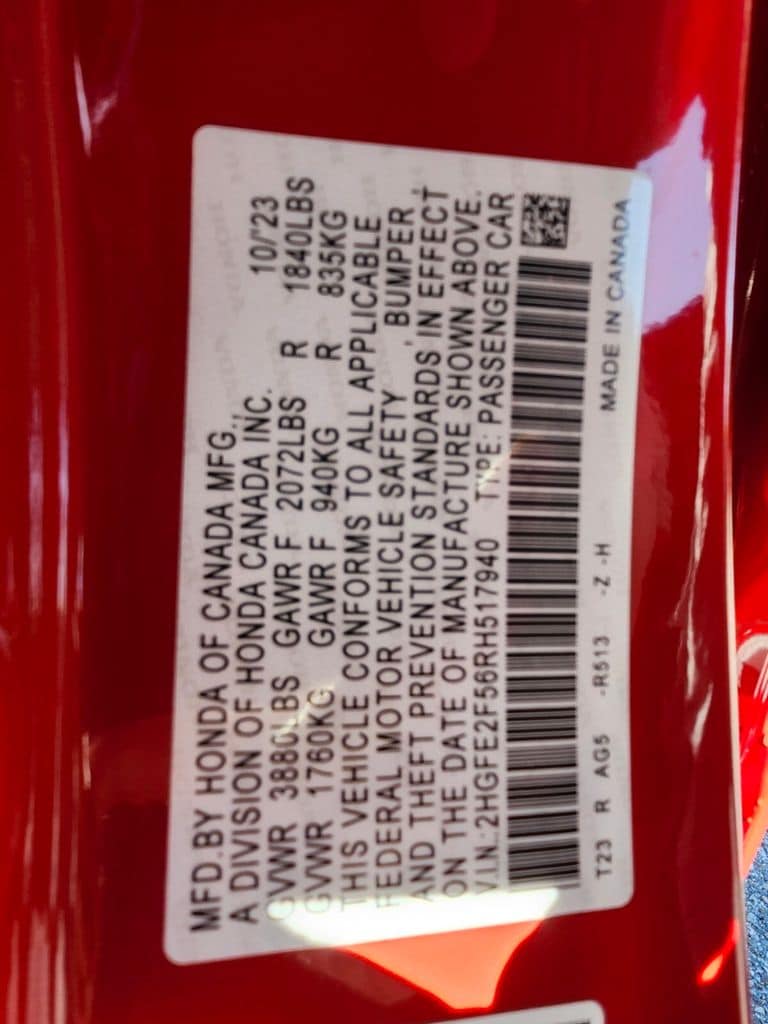 MFD.BY HONDA OF CANADA MFG.,
A DIVISION OF HONDA CANADA INC. 10/'23
GVWR 3880LBS GAWR F 2072LBS R 1840LBS
GVWR 1760KG GAWR F 940KG R 835KG
THIS VEHICLE CONFORMS TO ALL APPLICABLE
FEDERAL MOTOR VEHICLE SAFETY, BUMPER,
AND THEFT PREVENTION STANDARDS IN EFFECT
ON THE DATE OF MANUFACTURE SHOWN ABOVE.
V.I.N.:2HGFE2F56RH517940 TYPE: PASSENGER CAR
T23 R AG5 -R513 -Z -H MADE IN CANADA